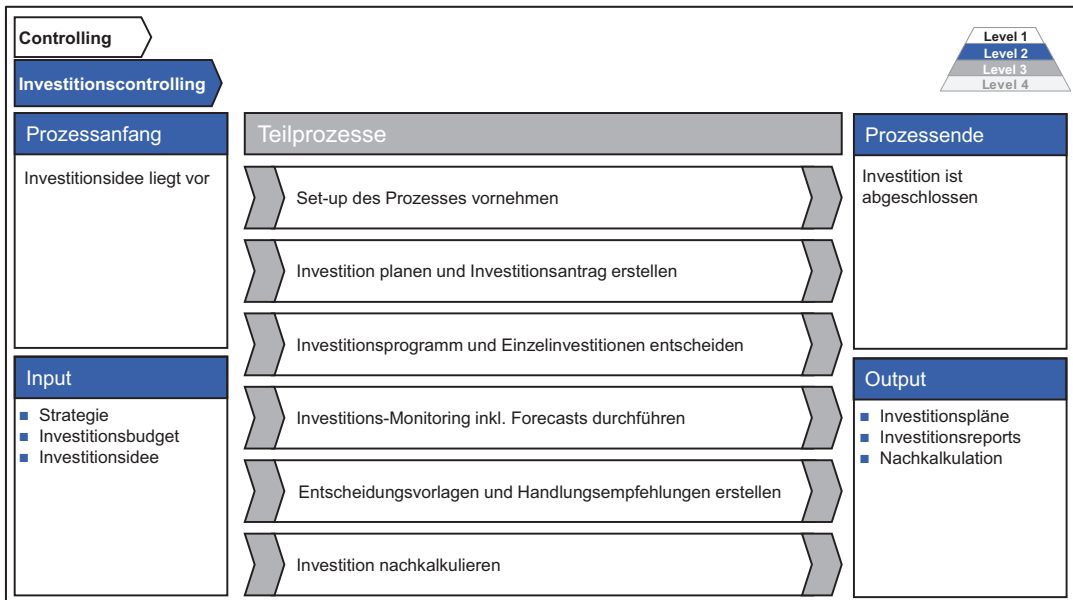 Controlling
Investitionscontrolling
Level 1
Level 2
Level 3
Level 4
Prozessanfang
Investitionsidee liegt vor
Input
Strategie
Investitionsbudget
Investitionsidee
Teilprozesse
Set-up des Prozesses vornehmen
Investition planen und Investitionsantrag erstellen
Investitionsprogramm und Einzelinvestitionen entscheiden
Investitions-Monitoring inkl. Forecasts durchführen
Entscheidungsvorlagen und Handlungsempfehlungen erstellen
Investition nachkalkulieren
Prozessende
Investition ist
abgeschlossen
Output
Investitionspläne
Investitionsreports
Nachkalkulation